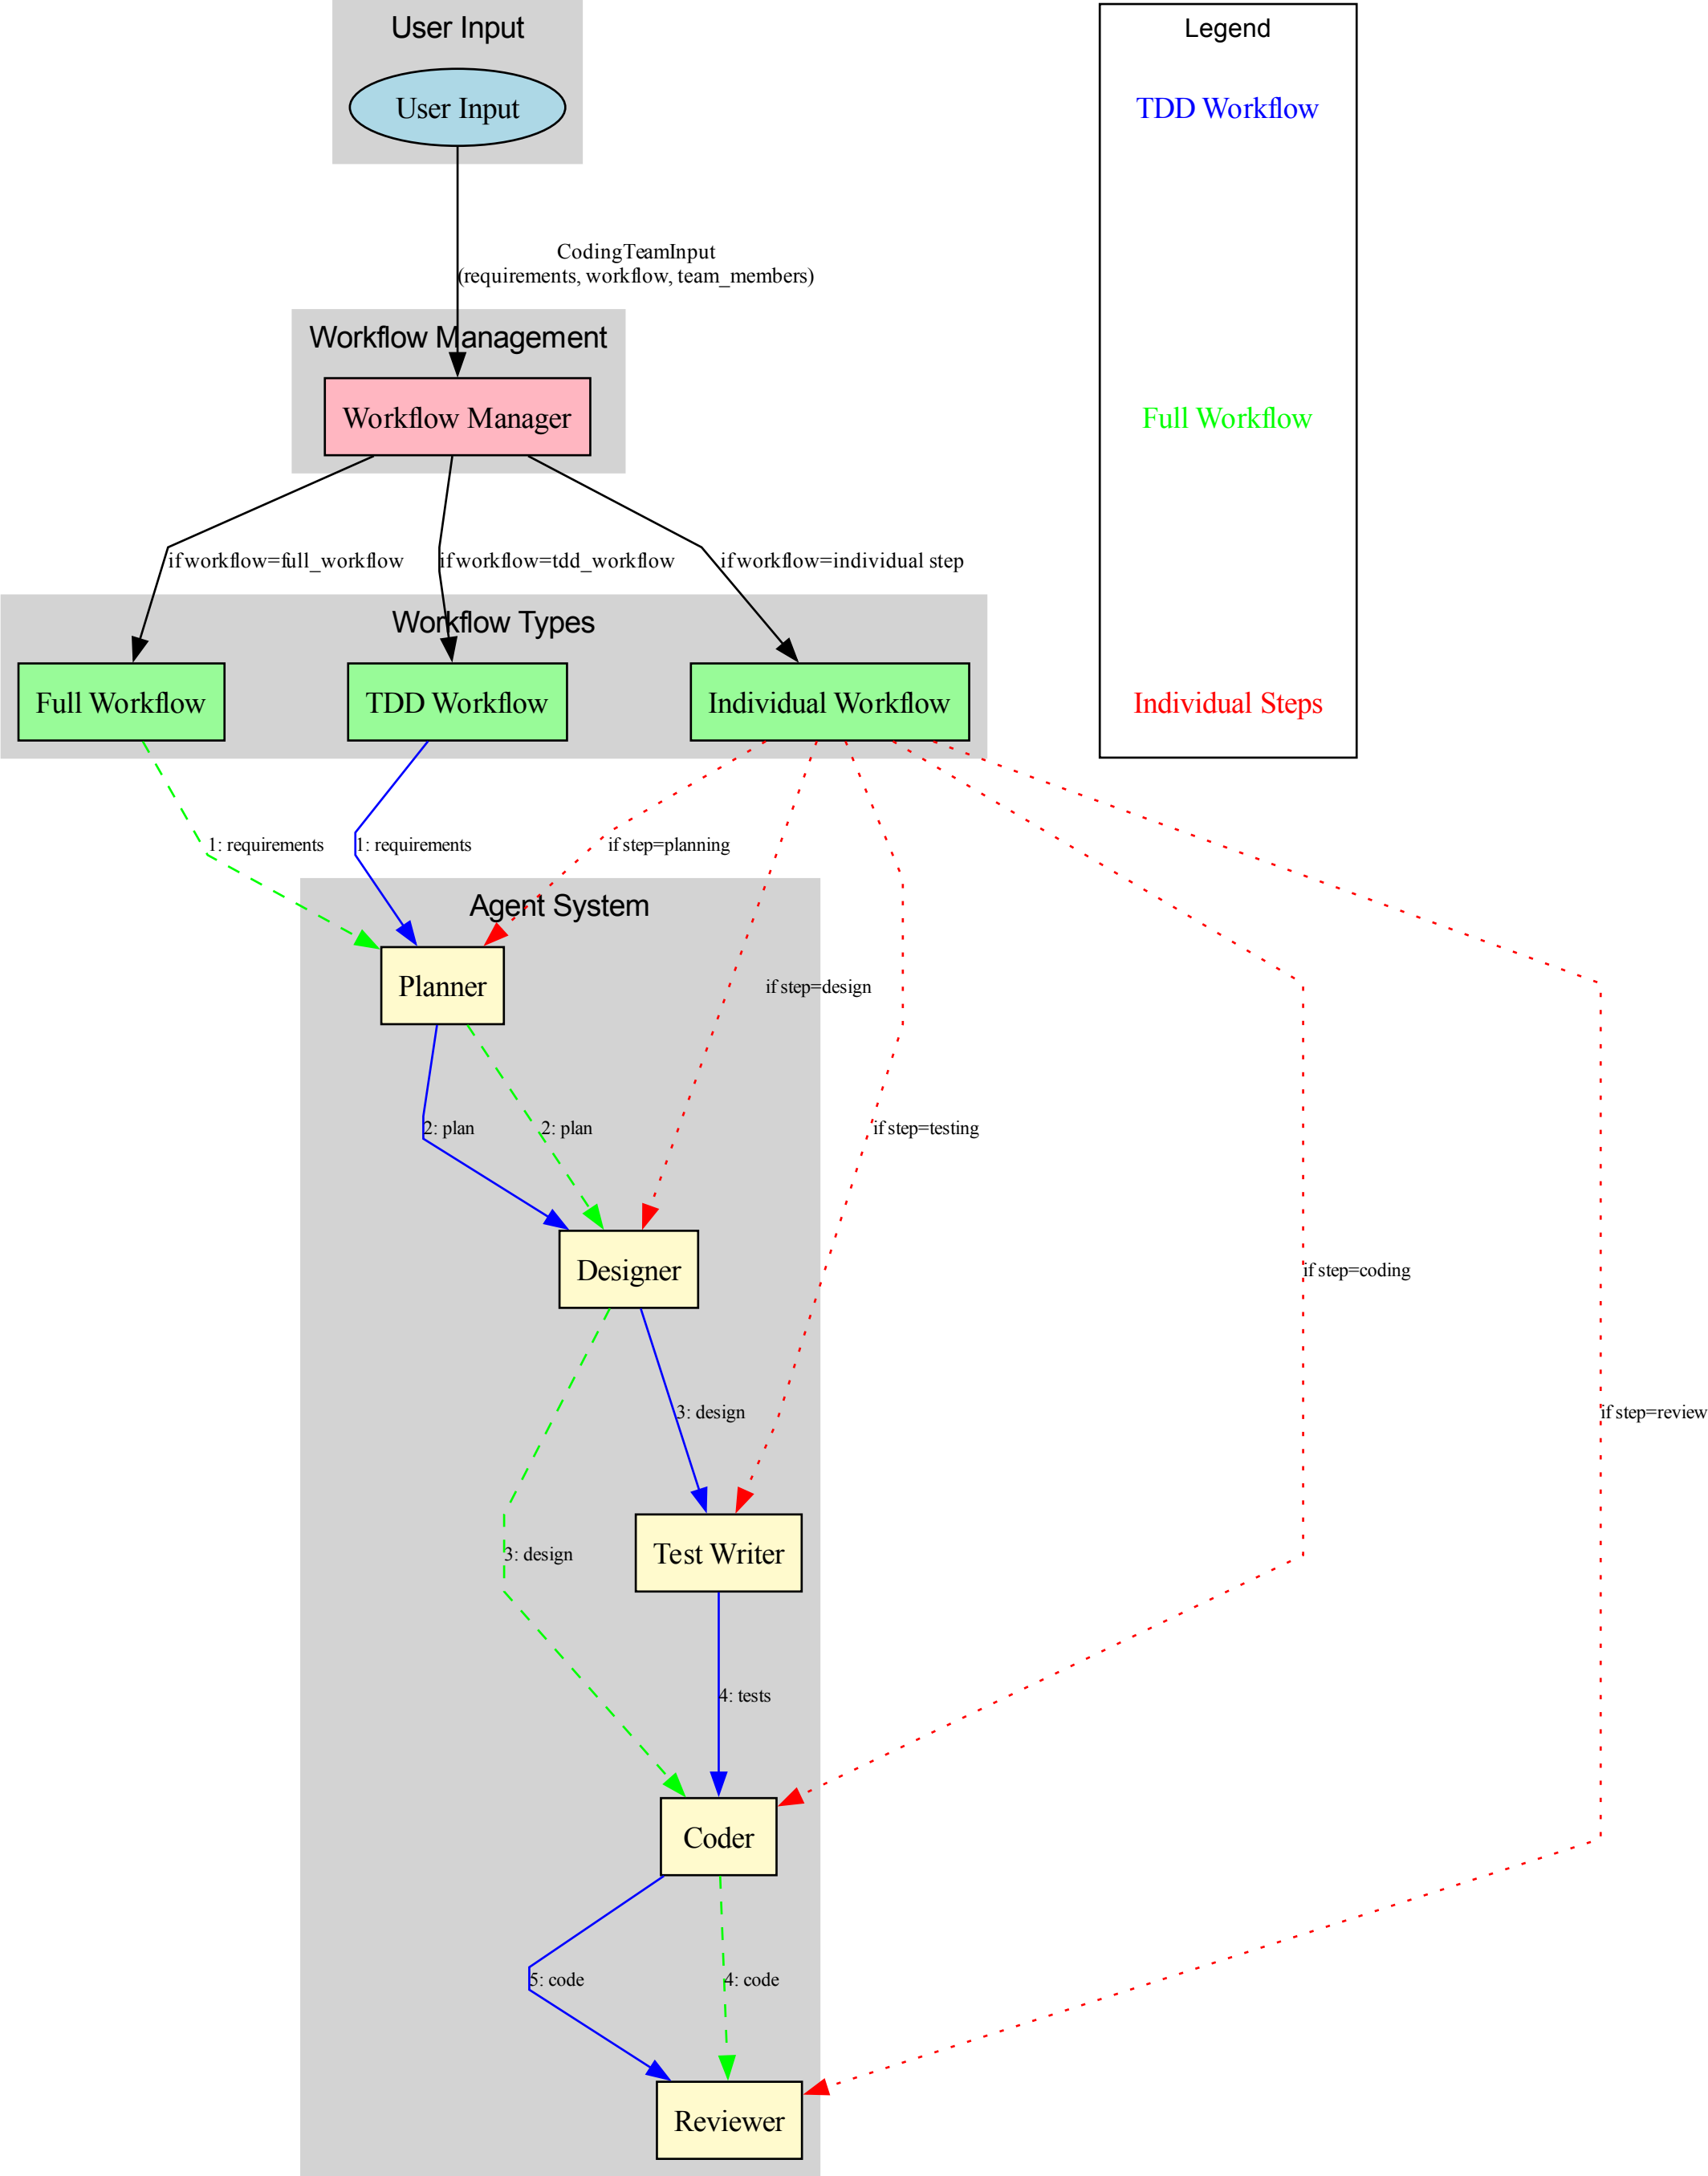 User Input
Legend
User Input
TDD Workflow
CodingTeamInput
(requirements, workflow, team_members)
Workflow Management
Workflow Manager
Full Workflow
if workflow=full_workflow
if workflow=tdd_workflow
if workflow=individual step
Workflow Types
Full Workflow
TDD Workflow
Individual Workflow
Individual Steps
1: requirements
1: requirements
if step=planning
Agent System
Planner
if step=design
2: plan
2: plan
if step=testing
Designer
if step=coding
3: design
if step=review
3: design
Test Writer
4: tests
Coder
5: code
4: code
Reviewer